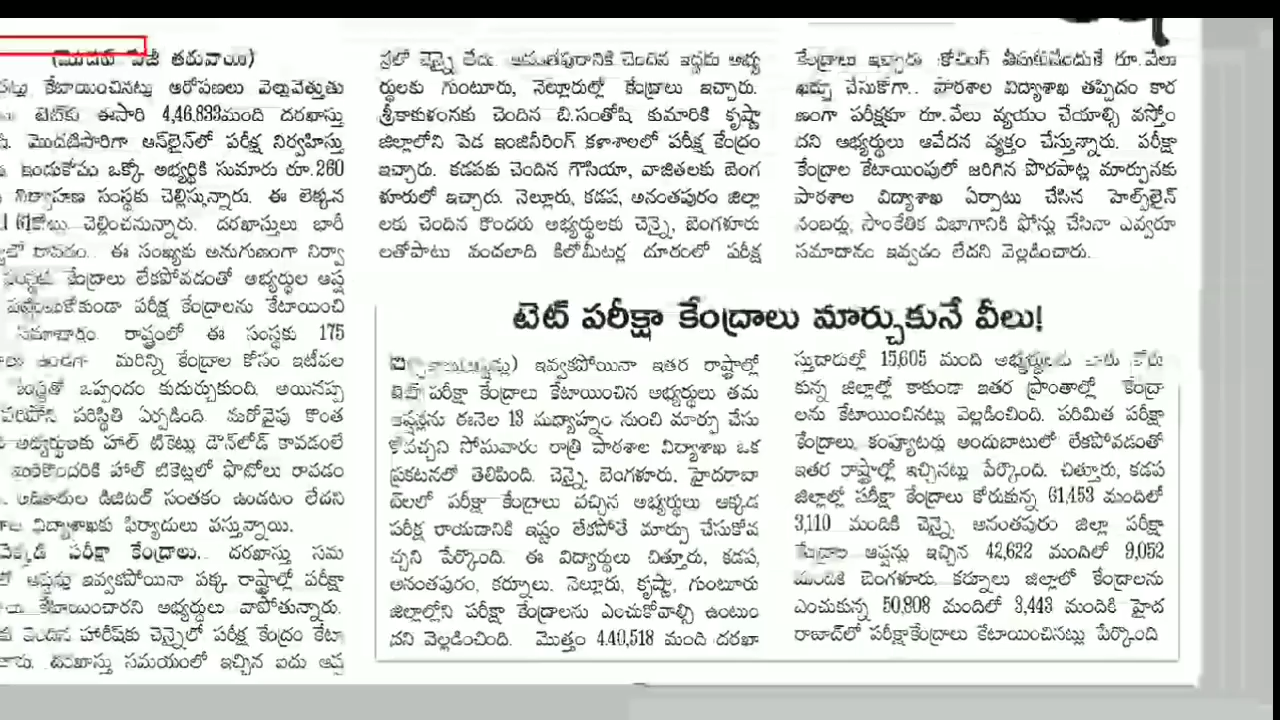 (మొదటి పేజీ తరువాయి)
కేటాయించినట్లు ఆరోపణలు వెల్లువెత్తుతు
టెట్‌కు ఈసారి 4,46,833మంది దరఖాస్తు
మొదటిసారిగా ఆన్‌లైన్‌లో పరీక్ష నిర్వహిస్తు
ఇందుకోసం ఒక్కో అభ్యర్థికి సుమారు రూ.260
నిర్వాహణ సంస్థకు చెల్లిస్తున్నారు. ఈ లెక్కన
చెల్లించనున్నారు. దరఖాస్తులు భారీ
ఈ సంఖ్యకు అనుగుణంగా నిర్వా
కేంద్రాలు లేకపోవడంతో అభ్యర్థుల ఆప్ష
పరీక్ష కేంద్రాలను కేటాయించి
సమాచారం. రాష్ట్రంలో ఈ సంస్థకు 175
మరిన్ని కేంద్రాల కోసం ఇటీవల
ఒప్పందం కుదుర్చుకుంది. అయినప్ప
పరిస్థితి ఏర్పడింది. మరోవైపు కొంత
హాల్ టికెట్లు డౌన్‌లోడ్ కావడంలే
హాల్ టికెట్లలో ఫొటోలు రావడం
డిజిటల్ సంతకం ఉండటం లేదని
విద్యాశాఖకు ఫిర్యాదులు వస్తున్నాయి.
పరీక్షా కేంద్రాలు.. దరఖాస్తు సమ
ఆప్షన్లు ఇవ్వకపోయినా పక్క రాష్ట్రాల్లో పరీక్షా
కేటాయించారని అభ్యర్థులు వాపోతున్నారు.
చెందిన హారీష్‌కు చెన్నైలో పరీక్ష కేంద్రం కేటా
దరఖాస్తు సమయంలో ఇచ్చిన ఐదు ఆప్ష
న్లలో చెన్నై లేదు. అనంతపురానికి చెందిన ఇద్దరు అభ్య
ర్థులకు గుంటూరు, నెల్లూరుల్లో కేంద్రాలు ఇచ్చారు.
శ్రీకాకుళంనకు చెందిన బి.సంతోషి కుమారికి కృష్ణా
జిల్లాలోని పెడ ఇంజినీరింగ్ కళాశాలలో పరీక్ష కేంద్రం
ఇచ్చారు. కడపకు చెందిన గౌసియా, వాజితలకు బెంగ
ళూరులో ఇచ్చారు. నెల్లూరు, కడప, అనంతపురం జిల్లా
లకు చెందిన కొందరు అభ్యర్థులకు చెన్నై, బెంగళూరు
లతోపాటు వందలాది కిలోమీటర్ల దూరంలో పరీక్ష
కేంద్రాలు ఇచ్చారు. కోచింగ్ తీసుకునేందుకే రూ.వేలు
ఖర్చు చేసుకోగా.. పాఠశాల విద్యాశాఖ తప్పిదం కార
ణంగా పరీక్షకూ రూ.వేలు వ్యయం చేయాల్సి వస్తోం
దని అభ్యర్థులు ఆవేదన వ్యక్తం చేస్తున్నారు. పరీక్షా
కేంద్రాల కేటాయింపులో జరిగిన పొరపాట్ల మార్పునకు
పాఠశాల విద్యాశాఖ ఏర్పాటు చేసిన హెల్ప్‌లైన్
నంబర్లు, సాంకేతిక విభాగానికి ఫోన్లు చేసినా ఎవ్వరూ
సమాధానం ఇవ్వడం లేదని వెల్లడించారు.
టెట్ పరీక్షా కేంద్రాలు మార్చుకునే వీలు!
ఇవ్వకపోయినా ఇతర రాష్ట్రాల్లో
టెట్ పరీక్షా కేంద్రాలు కేటాయించిన అభ్యర్థులు తమ
ఆప్షన్లను ఈనెల 13 మధ్యాహ్నం నుంచి మార్పు చేసు
కోవచ్చని సోమవారం రాత్రి పాఠశాల విద్యాశాఖ ఒక
ప్రకటనలో తెలిపింది. చెన్నై, బెంగళూరు, హైదరాబా
ద్‌లలో పరీక్షా కేంద్రాలు వచ్చిన అభ్యర్థులు అక్కడ
పరీక్ష రాయడానికి ఇష్టం లేకపోతే మార్పు చేసుకోవ
చ్చని పేర్కొంది. ఈ విద్యార్థులు చిత్తూరు, కడప,
అనంతపురం, కర్నూలు, నెల్లూరు, కృష్ణా, గుంటూరు
జిల్లాల్లోని పరీక్షా కేంద్రాలను ఎంచుకోవాల్సి ఉంటుం
దని వెల్లడించింది. మొత్తం 4,40,518 మంది దరఖా
స్తుదారుల్లో 15,605 మంది అభ్యర్థులకు వారు కోరు
కున్న జిల్లాల్లో కాకుండా ఇతర ప్రాంతాల్లో కేంద్రా
లను కేటాయించినట్లు వెల్లడించింది. పరిమిత పరీక్షా
కేంద్రాలు, కంప్యూటర్లు అందుబాటులో లేకపోవడంతో
ఇతర రాష్ట్రాల్లో ఇచ్చినట్లు పేర్కొంది. చిత్తూరు, కడప
జిల్లాల్లో పరీక్షా కేంద్రాలు కోరుకున్న 61,453 మందిలో
3,110 మందికి చెన్నై, అనంతపురం జిల్లా పరీక్షా
కేంద్రాల ఆప్షన్లు ఇచ్చిన 42,622 మందిలో 9,052
మందికి బెంగళూరు, కర్నూలు జిల్లాలో కేంద్రాలను
ఎంచుకున్న 50,808 మందిలో 3,443 మందికి హైద
రాబాద్‌లో పరీక్షాకేంద్రాలు కేటాయించినట్లు పేర్కొంది